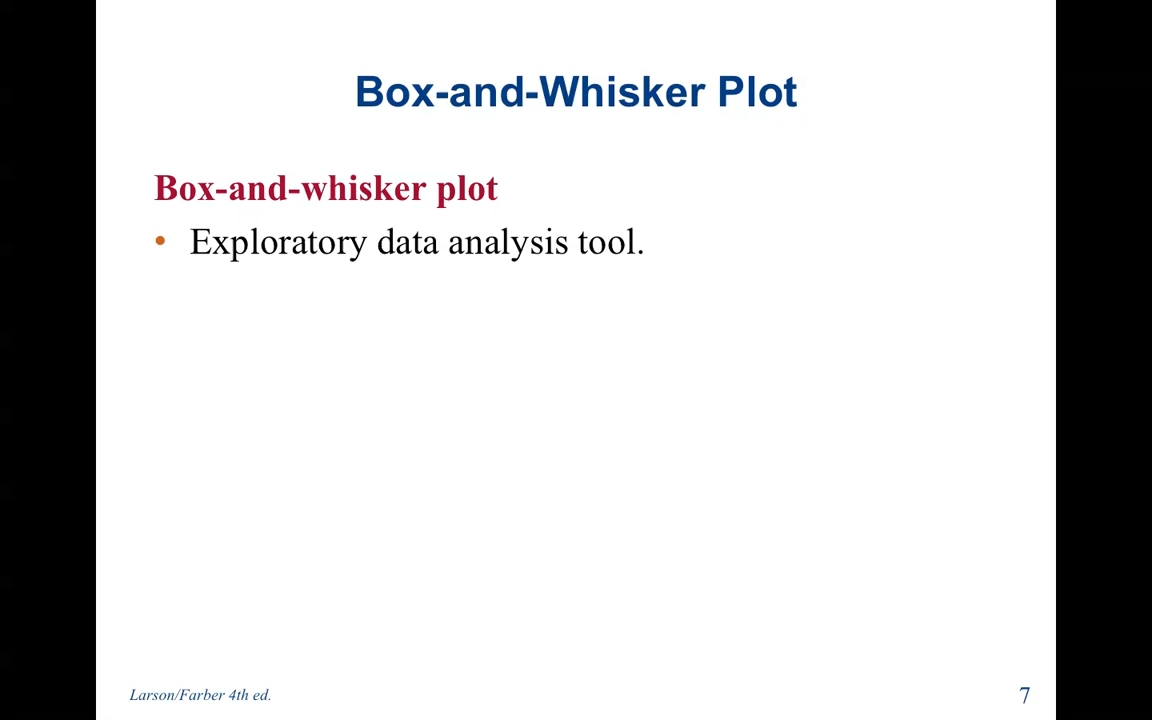 Box-and-Whisker Plot
Box-and-whisker plot
• Exploratory data analysis tool.
Larson/Farber 4th ed.
7